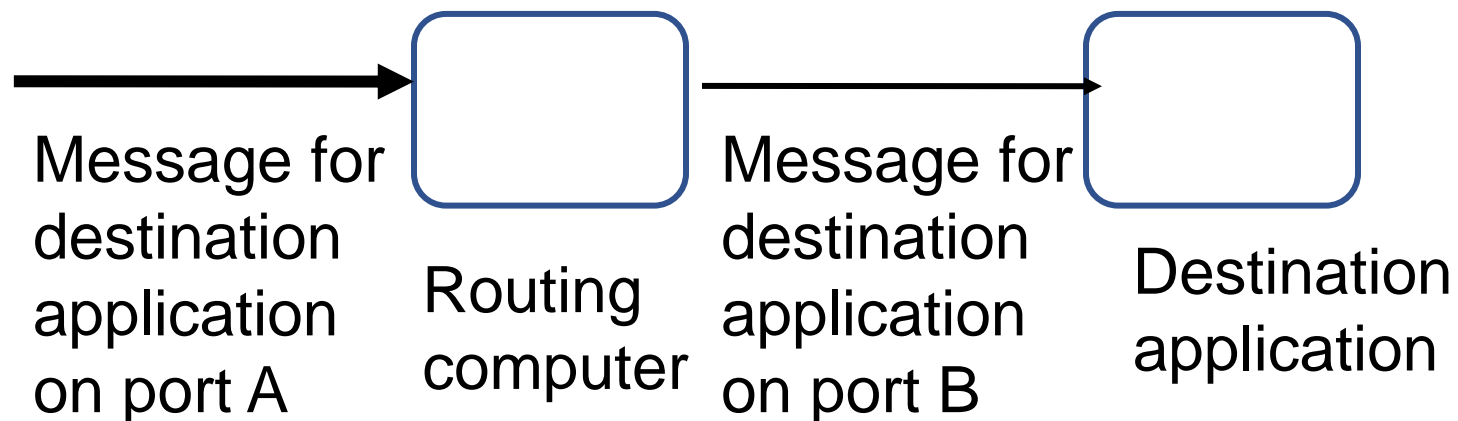 Message for
destination
application
on port A
Routing
computer
Message for
destination
application
on port B
Destination
application